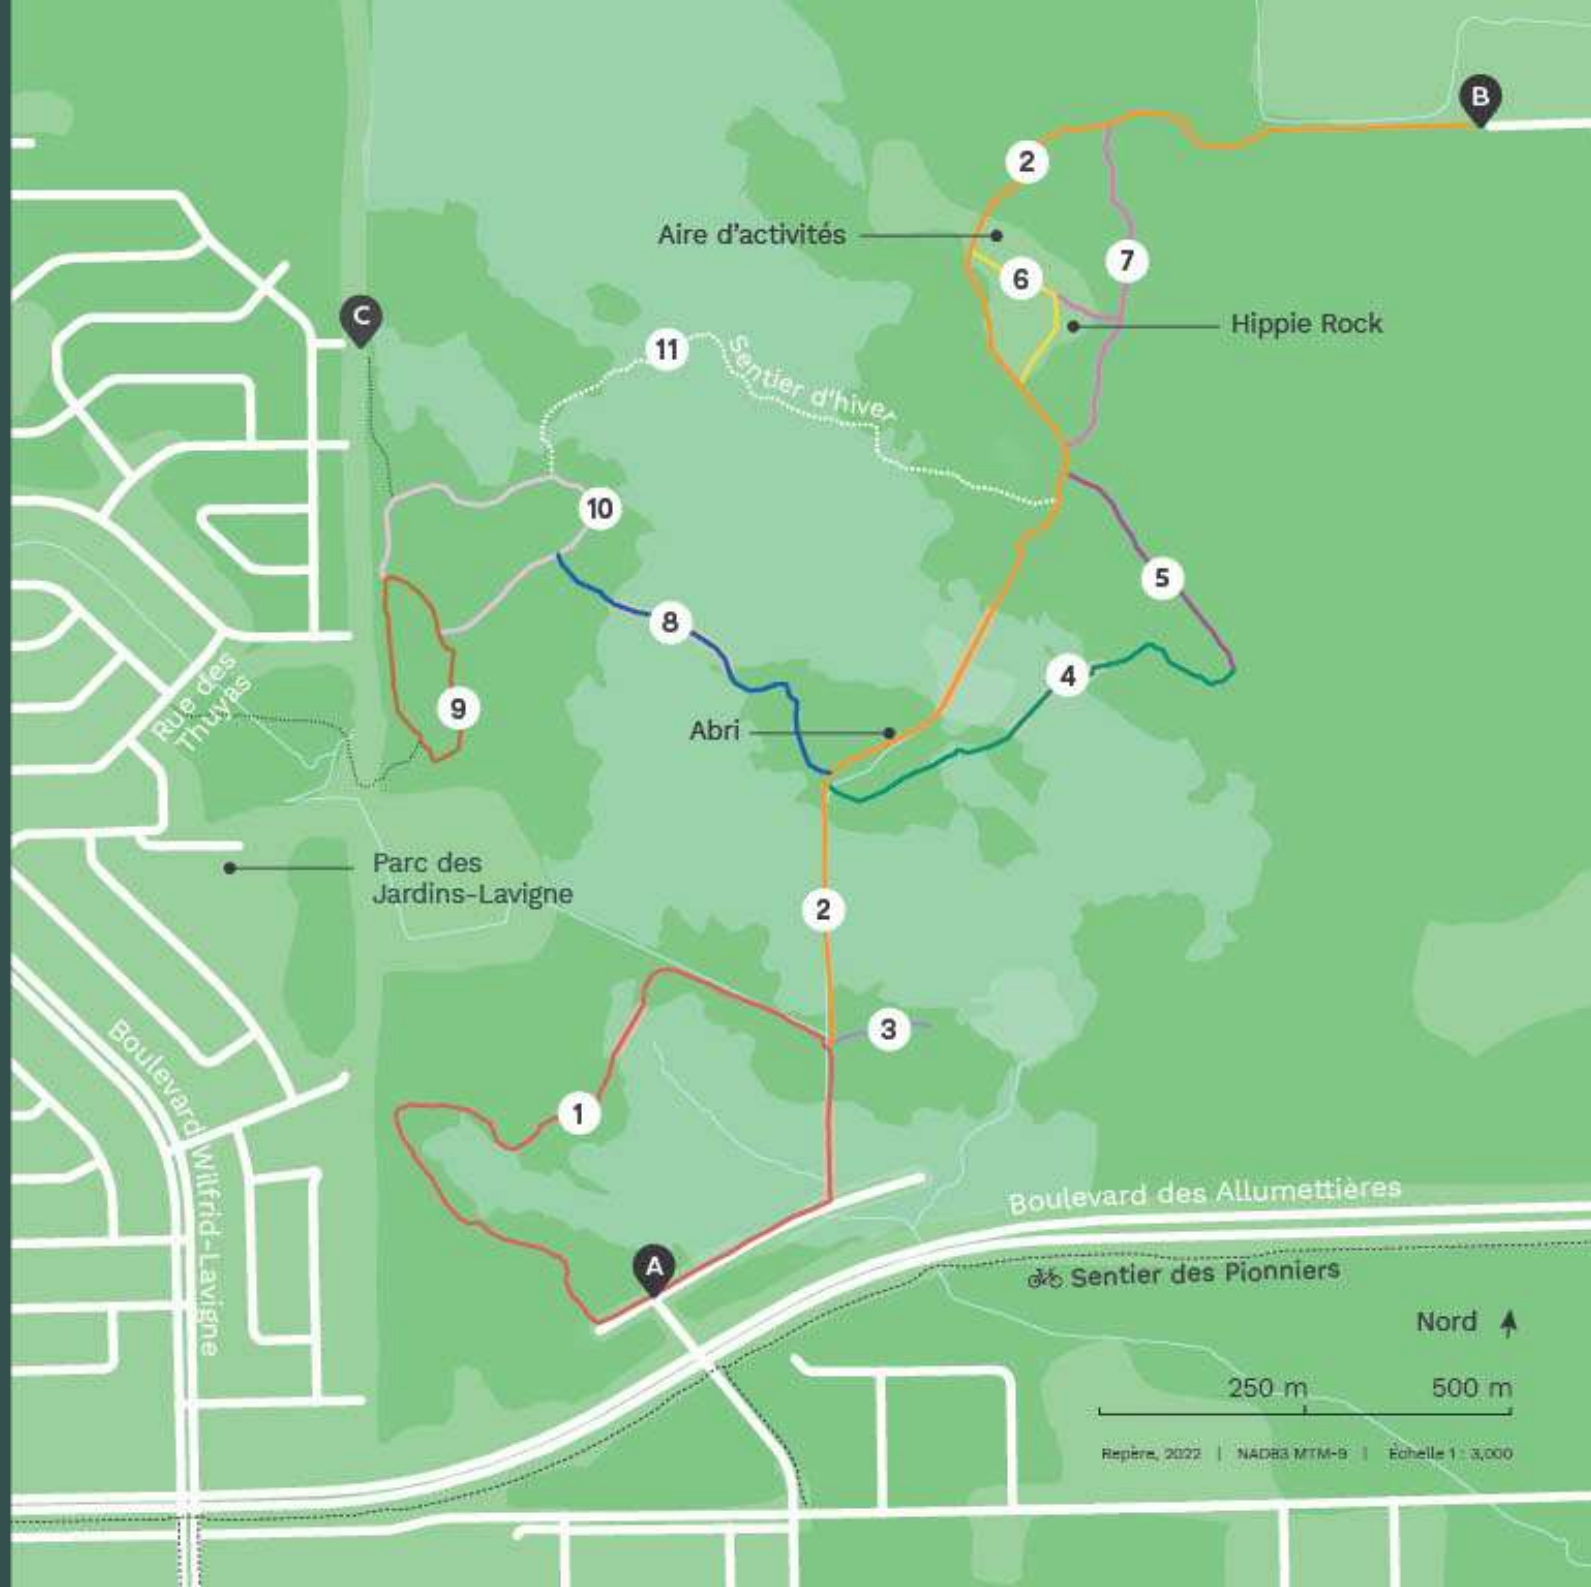 B
2
Aire d'activités
7
6
C
Hippie Rock
11
Sentier d'hiver
10
5
8
4
Rue des
Thuyas
9
Abri
Parc des
Jardins-Lavigne
2
3
Boulevard Wilfrid-Lavigne
1
Boulevard des Allumettières
A
Sentier des Pionniers
Nord
250 m 500 m
Repère, 2022 | NAD83 MTM-9 | Échelle 1 : 3,000